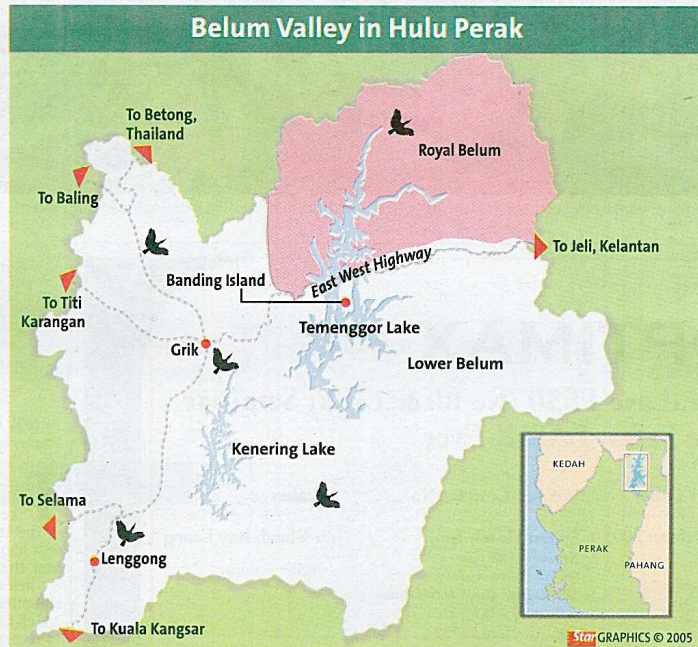 Belum Valley in Hulu Perak
To Betong,
Thailand
Royal Belum
To Baling
To Jeli, Kelantan
East West Highway
Banding Island
To Titi
Karangan
Temenggor Lake
Grik
Lower Belum
Kenering Lake
KEDAH
To Selama
PERAK
Lenggong
PAHANG
To Kuala Kangsar
Star GRAPHICS © 2005